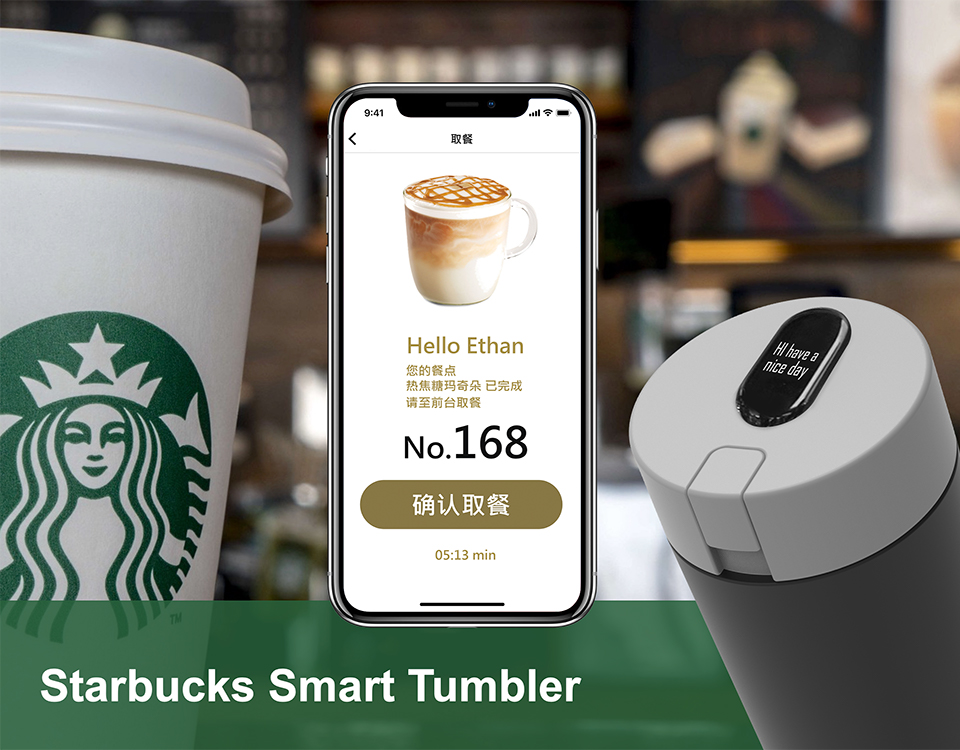 9:41
取餐
Hello Ethan
您的餐点
热焦糖玛奇朵 已完成
请至前台取餐
No.168
确认取餐
05:13 min
HI have a
nice day
TM
Starbucks Smart Tumbler